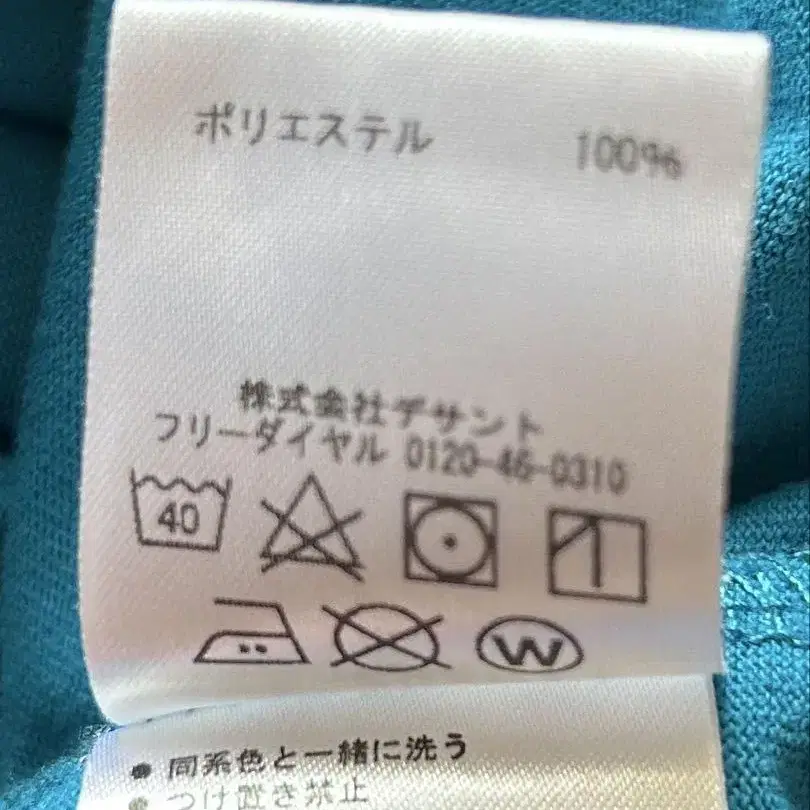 ポリエステル 100%
株式会社デサント
フリーダイヤル 0120-46-0310
40
W
● 同系色と一緒に洗う
● つけ置き禁止